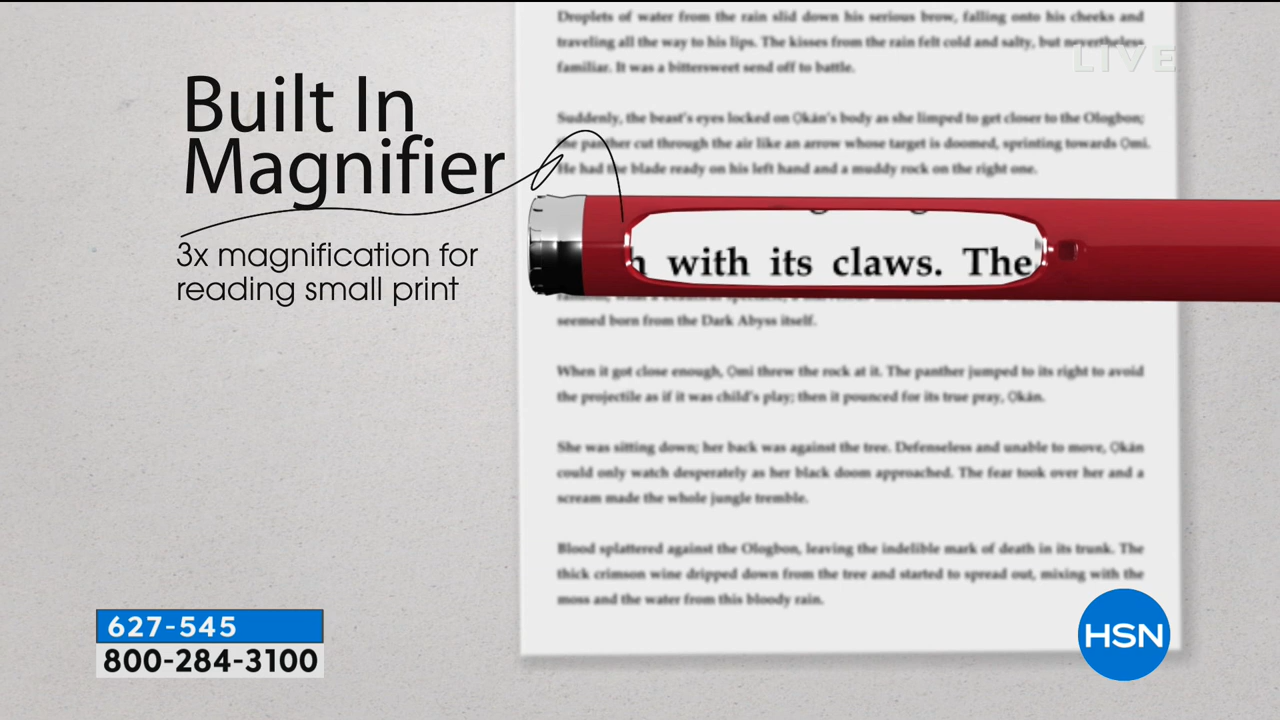 Droplets of water from the rain slid down his serious brow, falling onto his cheeks and
traveling all the way to his lips. The kisses from the rain felt cold and salty, but nevertheless
familiar. It was a bittersweet send off to battle.
LIVE
Built In
Magnifier
3x magnification for
reading small print
Suddenly, the beast's eyes locked on Ọkán's body as she limped to get closer to the Ologbon;
the panther cut through the air like an arrow whose target is doomed, sprinting towards Ọmi.
He had the blade ready on his left hand and a muddy rock on the right one.
with its claws. The
seemed born from the Dark Abyss itself.
When it got close enough, Ọmi threw the rock at it. The panther jumped to its right to avoid
the projectile as if it was child's play; then it pounced for its true pray, Ọkán.
She was sitting down; her back was against the tree. Defenseless and unable to move, Ọkán
could only watch desperately as her black doom approached. The fear took over her and a
scream made the whole jungle tremble.
Blood splattered against the Ologbon, leaving the indelible mark of death in its trunk. The
thick crimson wine dripped down from the tree and started to spread out, mixing with the
moss and the water from this bloody rain.
627-545
800-284-3100
HSN